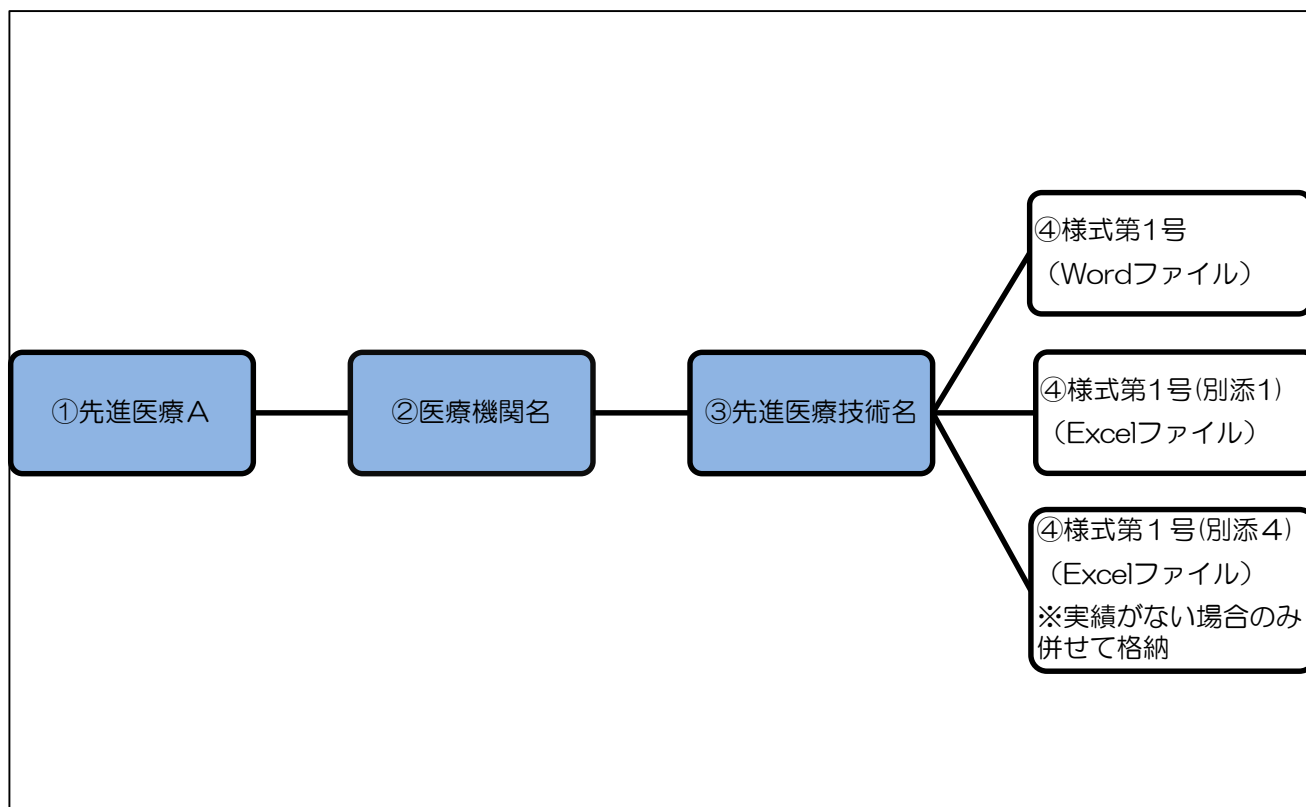 ①先進医療Ａ
②医療機関名
③先進医療技術名
④様式第1号
（Wordファイル）
④様式第1号(別添1)
（Excelファイル）
④様式第１号(別添４)
（Excelファイル）
※実績がない場合のみ
併せて格納